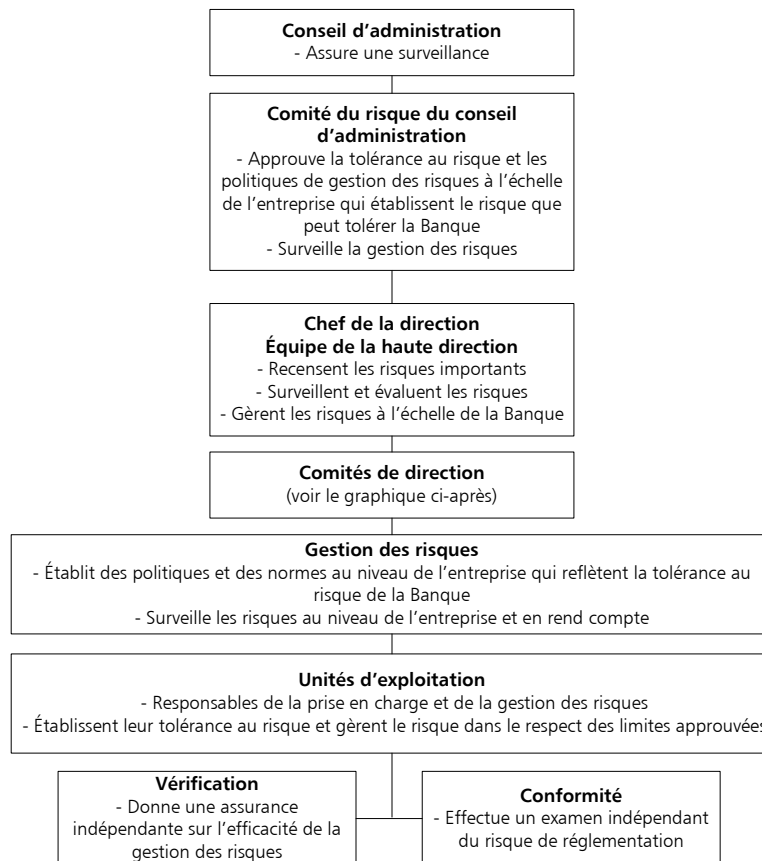 Conseil d'administration
- Assure une surveillance
Comité du risque du conseil
d'administration
- Approuve la tolérance au risque et les
politiques de gestion des risques à l'échelle
de l'entreprise qui établissent le risque que
peut tolérer la Banque
- Surveille la gestion des risques
Chef de la direction
Équipe de la haute direction
- Recensent les risques importants
- Surveillent et évaluent les risques
- Gèrent les risques à l'échelle de la Banque
Comités de direction
(voir le graphique ci-après)
Gestion des risques
- Établit des politiques et des normes au niveau de l'entreprise qui reflètent la tolérance au
risque de la Banque
- Surveille les risques au niveau de l'entreprise et en rend compte
Unités d'exploitation
- Responsables de la prise en charge et de la gestion des risques
- Établissent leur tolérance au risque et gèrent le risque dans le respect des limites approuvées
Vérification
- Donne une assurance
indépendante sur l'efficacité de la
gestion des risques
Conformité
- Effectue un examen indépendant
du risque de réglementation